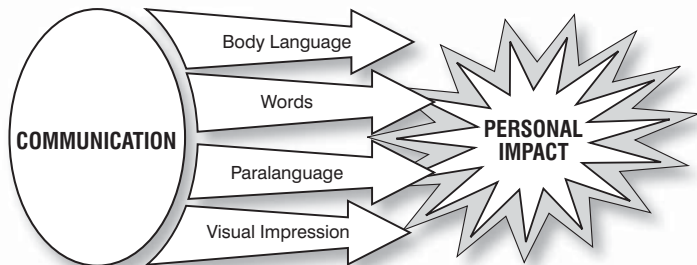 Body Language
Words
COMMUNICATION
PERSONAL
IMPACT
Paralanguage
Visual Impression